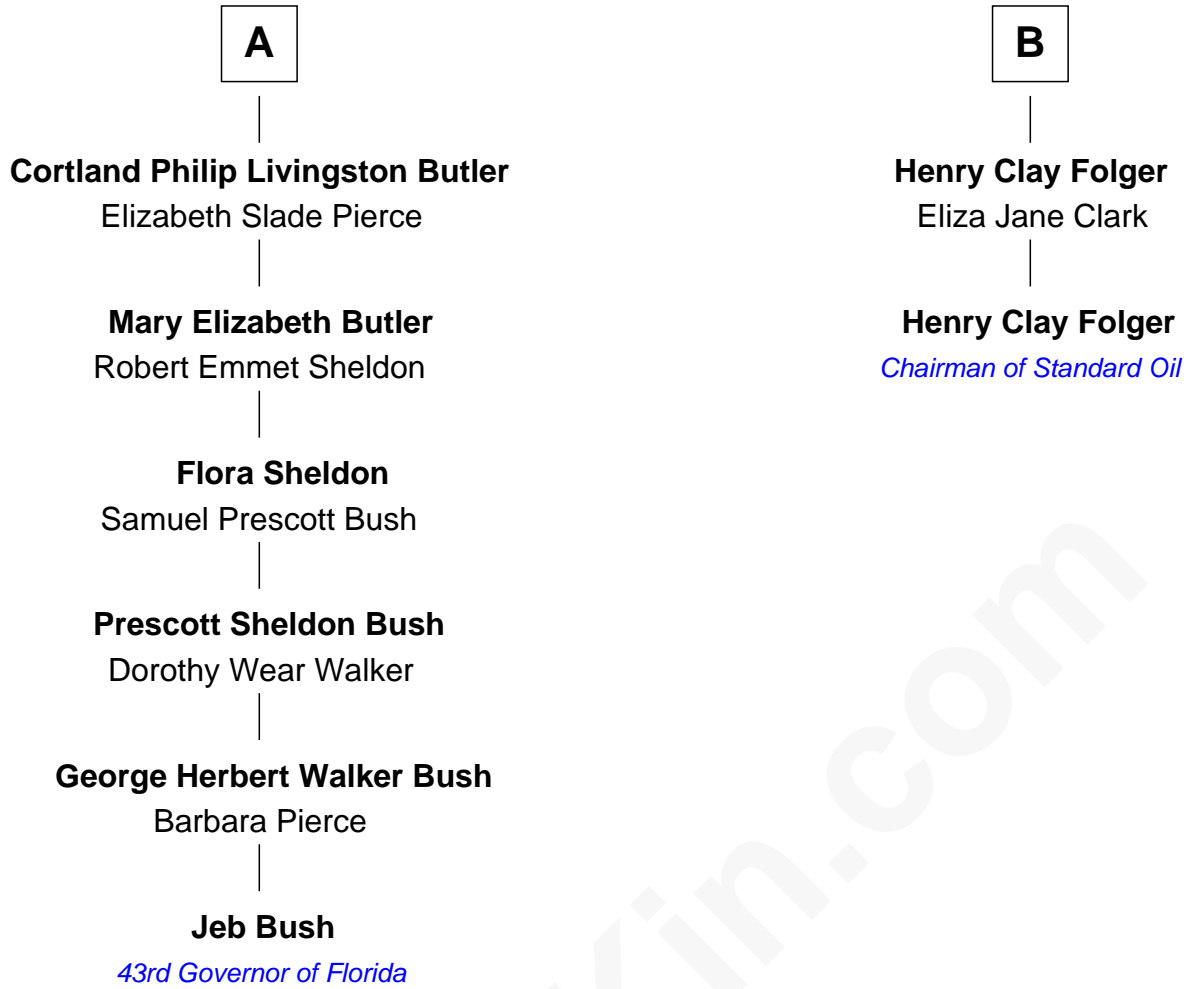 A
Cortland Philip Livingston Butler
Elizabeth Slade Pierce
Mary Elizabeth Butler
Robert Emmet Sheldon
Flora Sheldon
Samuel Prescott Bush
Prescott Sheldon Bush
Dorothy Wear Walker
George Herbert Walker Bush
Barbara Pierce
Jeb Bush
43rd Governor of Florida
B
Henry Clay Folger
Eliza Jane Clark
Henry Clay Folger
Chairman of Standard Oil
Kin.com